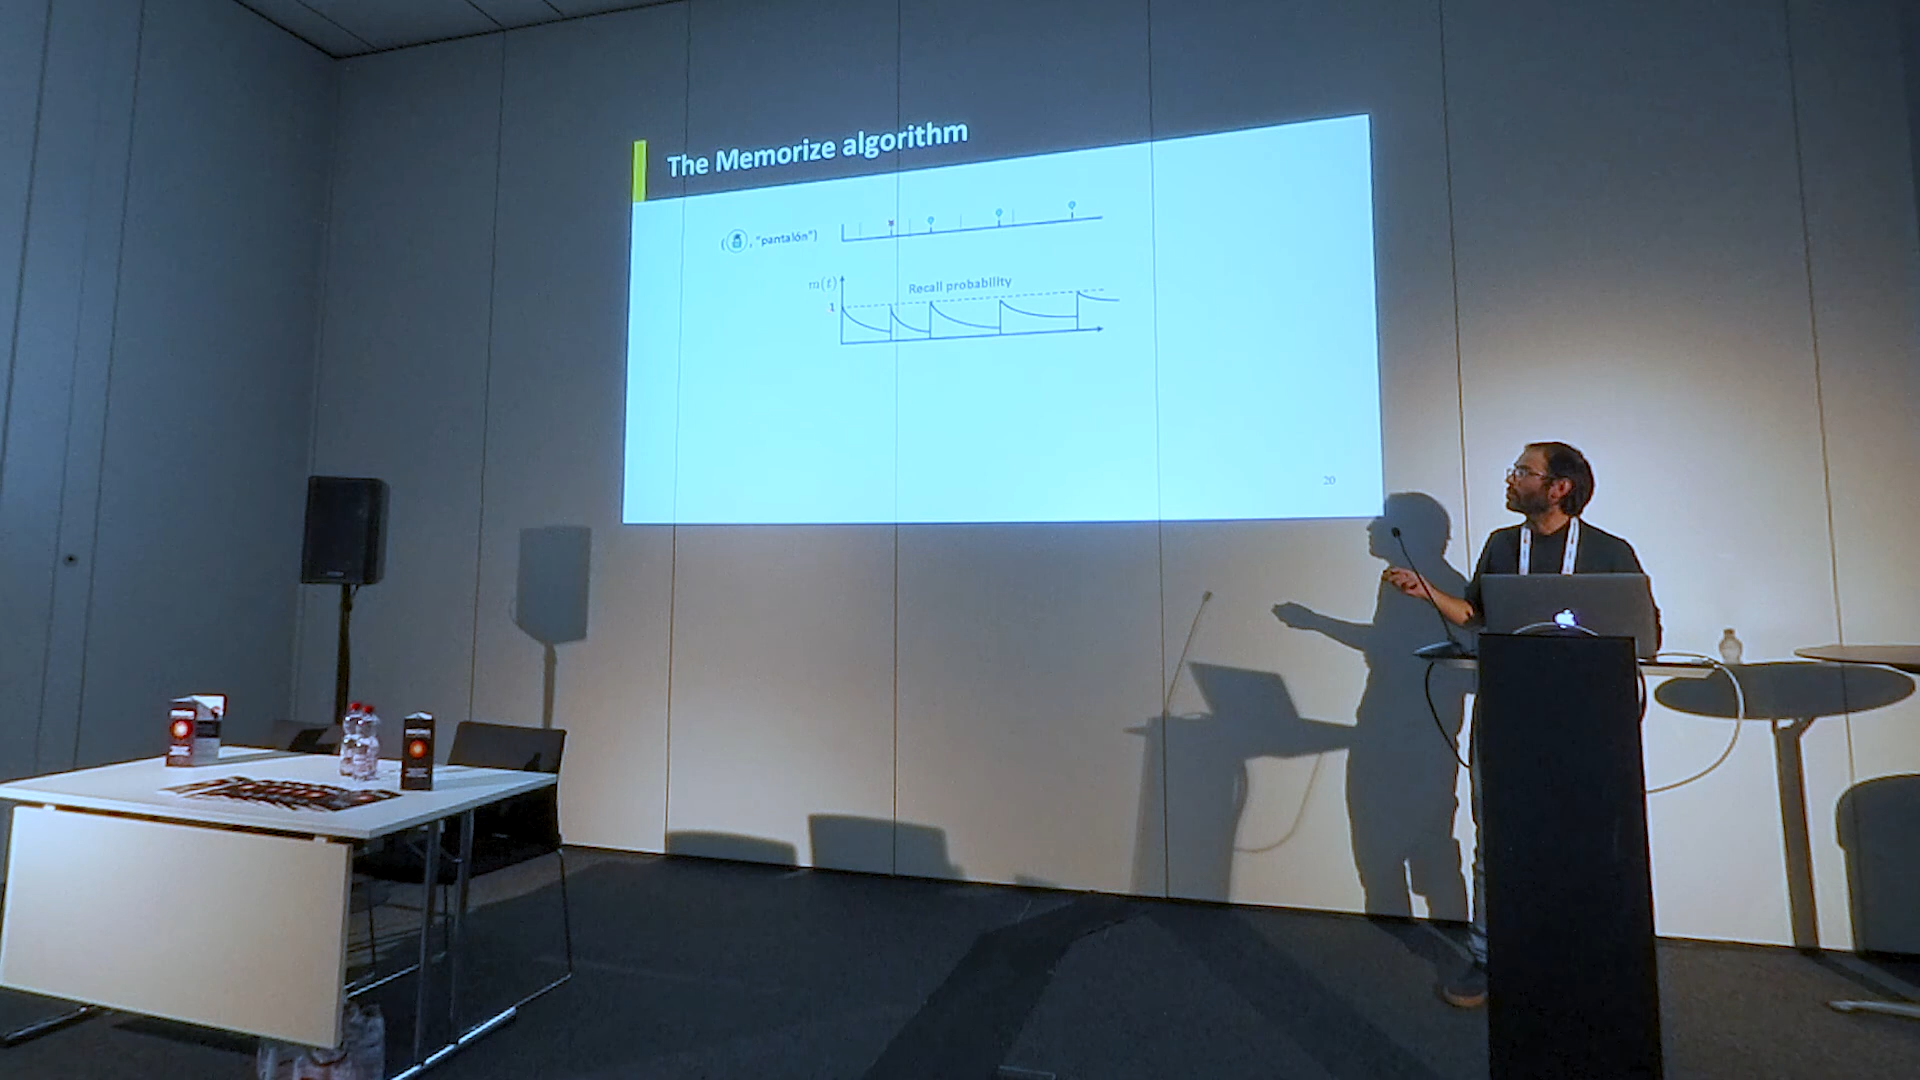 The Memorize algorithm
( , "pantalón")
m(t)
Recall probability
1
20